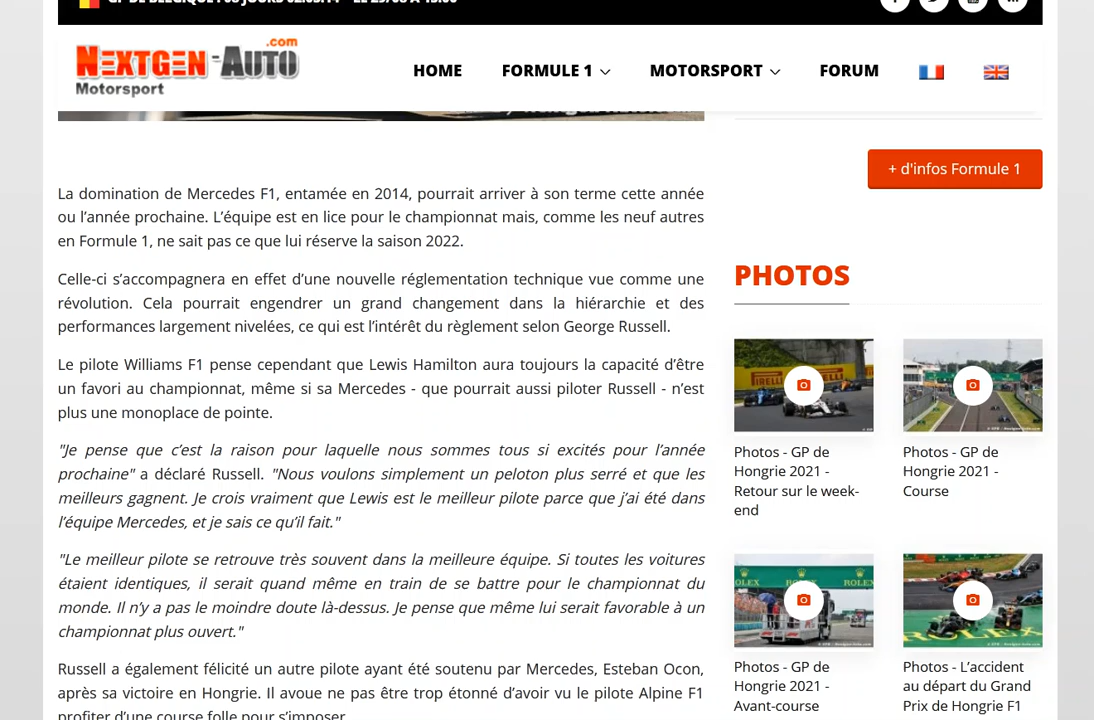 NEXTGEN-AUTO.com
Motorsport
HOME
FORMULE 1
MOTORSPORT
FORUM
+ d'infos Formule 1
La domination de Mercedes F1, entamée en 2014, pourrait arriver à son terme cette année
ou l’année prochaine. L’équipe est en lice pour le championnat mais, comme les neuf autres
en Formule 1, ne sait pas ce que lui réserve la saison 2022.
Celle-ci s’accompagnera en effet d’une nouvelle réglementation technique vue comme une
révolution. Cela pourrait engendrer un grand changement dans la hiérarchie et des
performances largement nivelées, ce qui est l’intérêt du règlement selon George Russell.
Le pilote Williams F1 pense cependant que Lewis Hamilton aura toujours la capacité d’être
un favori au championnat, même si sa Mercedes - que pourrait aussi piloter Russell - n’est
plus une monoplace de pointe.
"Je pense que c’est la raison pour laquelle nous sommes tous si excités pour l’année
prochaine" a déclaré Russell. "Nous voulons simplement un peloton plus serré et que les
meilleurs gagnent. Je crois vraiment que Lewis est le meilleur pilote parce que j’ai été dans
l’équipe Mercedes, et je sais ce qu’il fait."
"Le meilleur pilote se retrouve très souvent dans la meilleure équipe. Si toutes les voitures
étaient identiques, il serait quand même en train de se battre pour le championnat du
monde. Il n’y a pas le moindre doute là-dessus. Je pense que même lui serait favorable à un
championnat plus ouvert."
Russell a également félicité un autre pilote ayant été soutenu par Mercedes, Esteban Ocon,
après sa victoire en Hongrie. Il avoue ne pas être trop étonné d’avoir vu le pilote Alpine F1
profiter d’une course folle pour s’imposer.
PHOTOS
PIRELLI
Photos - GP de
Hongrie 2021 -
Retour sur le week-
end
Photos - GP de
Hongrie 2021 -
Course
ROLEX
ROLEX
ROLEX
Photos - GP de
Hongrie 2021 -
Avant-course
ROLEX
Photos - L’accident
au départ du Grand
Prix de Hongrie F1